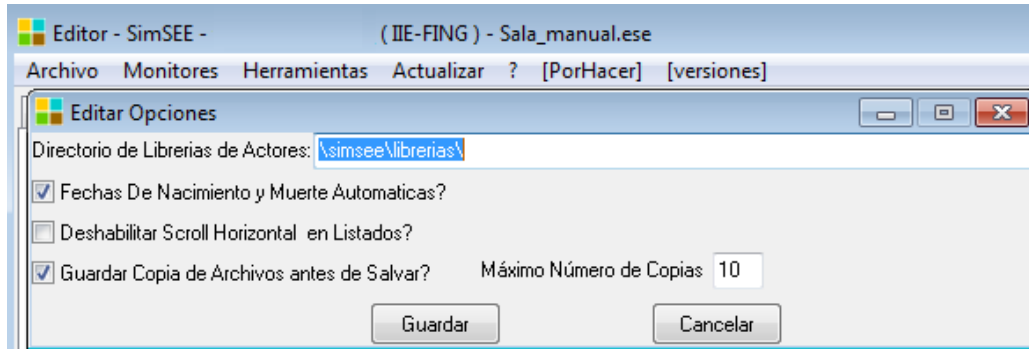 Editor - SimSEE - ( IIE-FING ) - Sala_manual.ese
Archivo Monitores Herramientas Actualizar ? [PorHacer] [versiones]
Editar Opciones
Directorio de Librerias de Actores: \simsee\librerias\
Fechas De Nacimiento y Muerte Automaticas?
Deshabilitar Scroll Horizontal en Listados?
Guardar Copia de Archivos antes de Salvar? Máximo Número de Copias 10
Guardar Cancelar